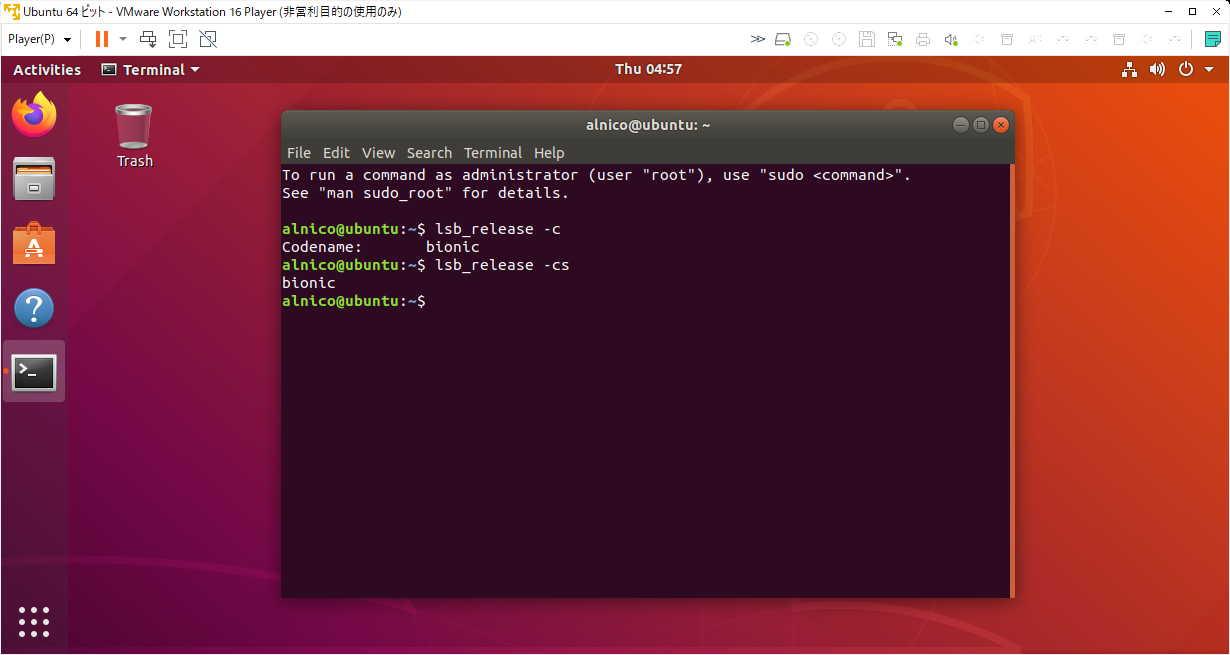 Ubuntu 64 ビット - VMware Workstation 16 Player (非営利目的の使用のみ)
Player(P)
Activities Terminal Thu 04:57
Trash
alnico@ubuntu: ~
File Edit View Search Terminal Help
To run a command as administrator (user "root"), use "sudo <command>".
See "man sudo_root" for details.
alnico@ubuntu:~$ lsb_release -c
Codename: bionic
alnico@ubuntu:~$ lsb_release -cs
bionic
alnico@ubuntu:~$